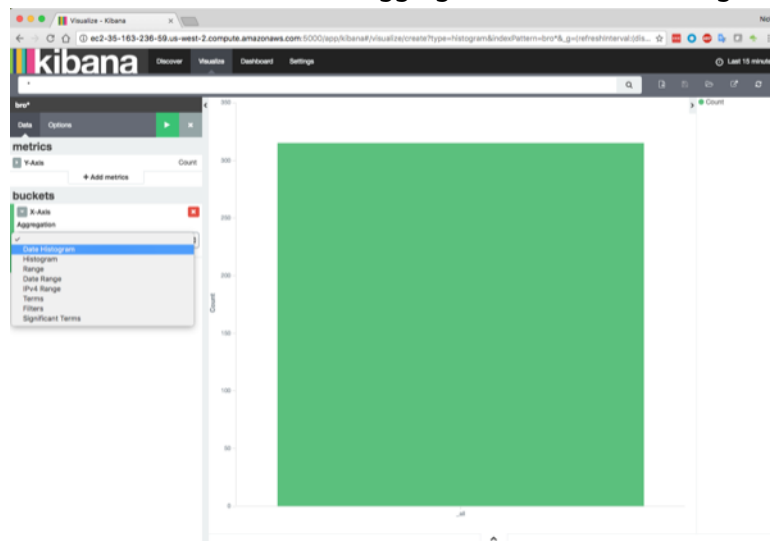 Visualize - Kibana
Nic
ec2-35-163-236-59.us-west-2.compute.amazonaws.com:5000/app/kibana#/visualize/create?type=histogram&indexPattern=bro*&_g=(refreshInterval:(dis...
kibana
Discover Visualize Dashboard Settings
Last 15 minute
*
bro*
Data Options
metrics
Y-Axis Count
+ Add metrics
buckets
X-Axis
Aggregation
Date Histogram
Histogram
Range
Date Range
IPv4 Range
Terms
Filters
Significant Terms
350
300
250
200
150
100
50
0
Count
_all
Count